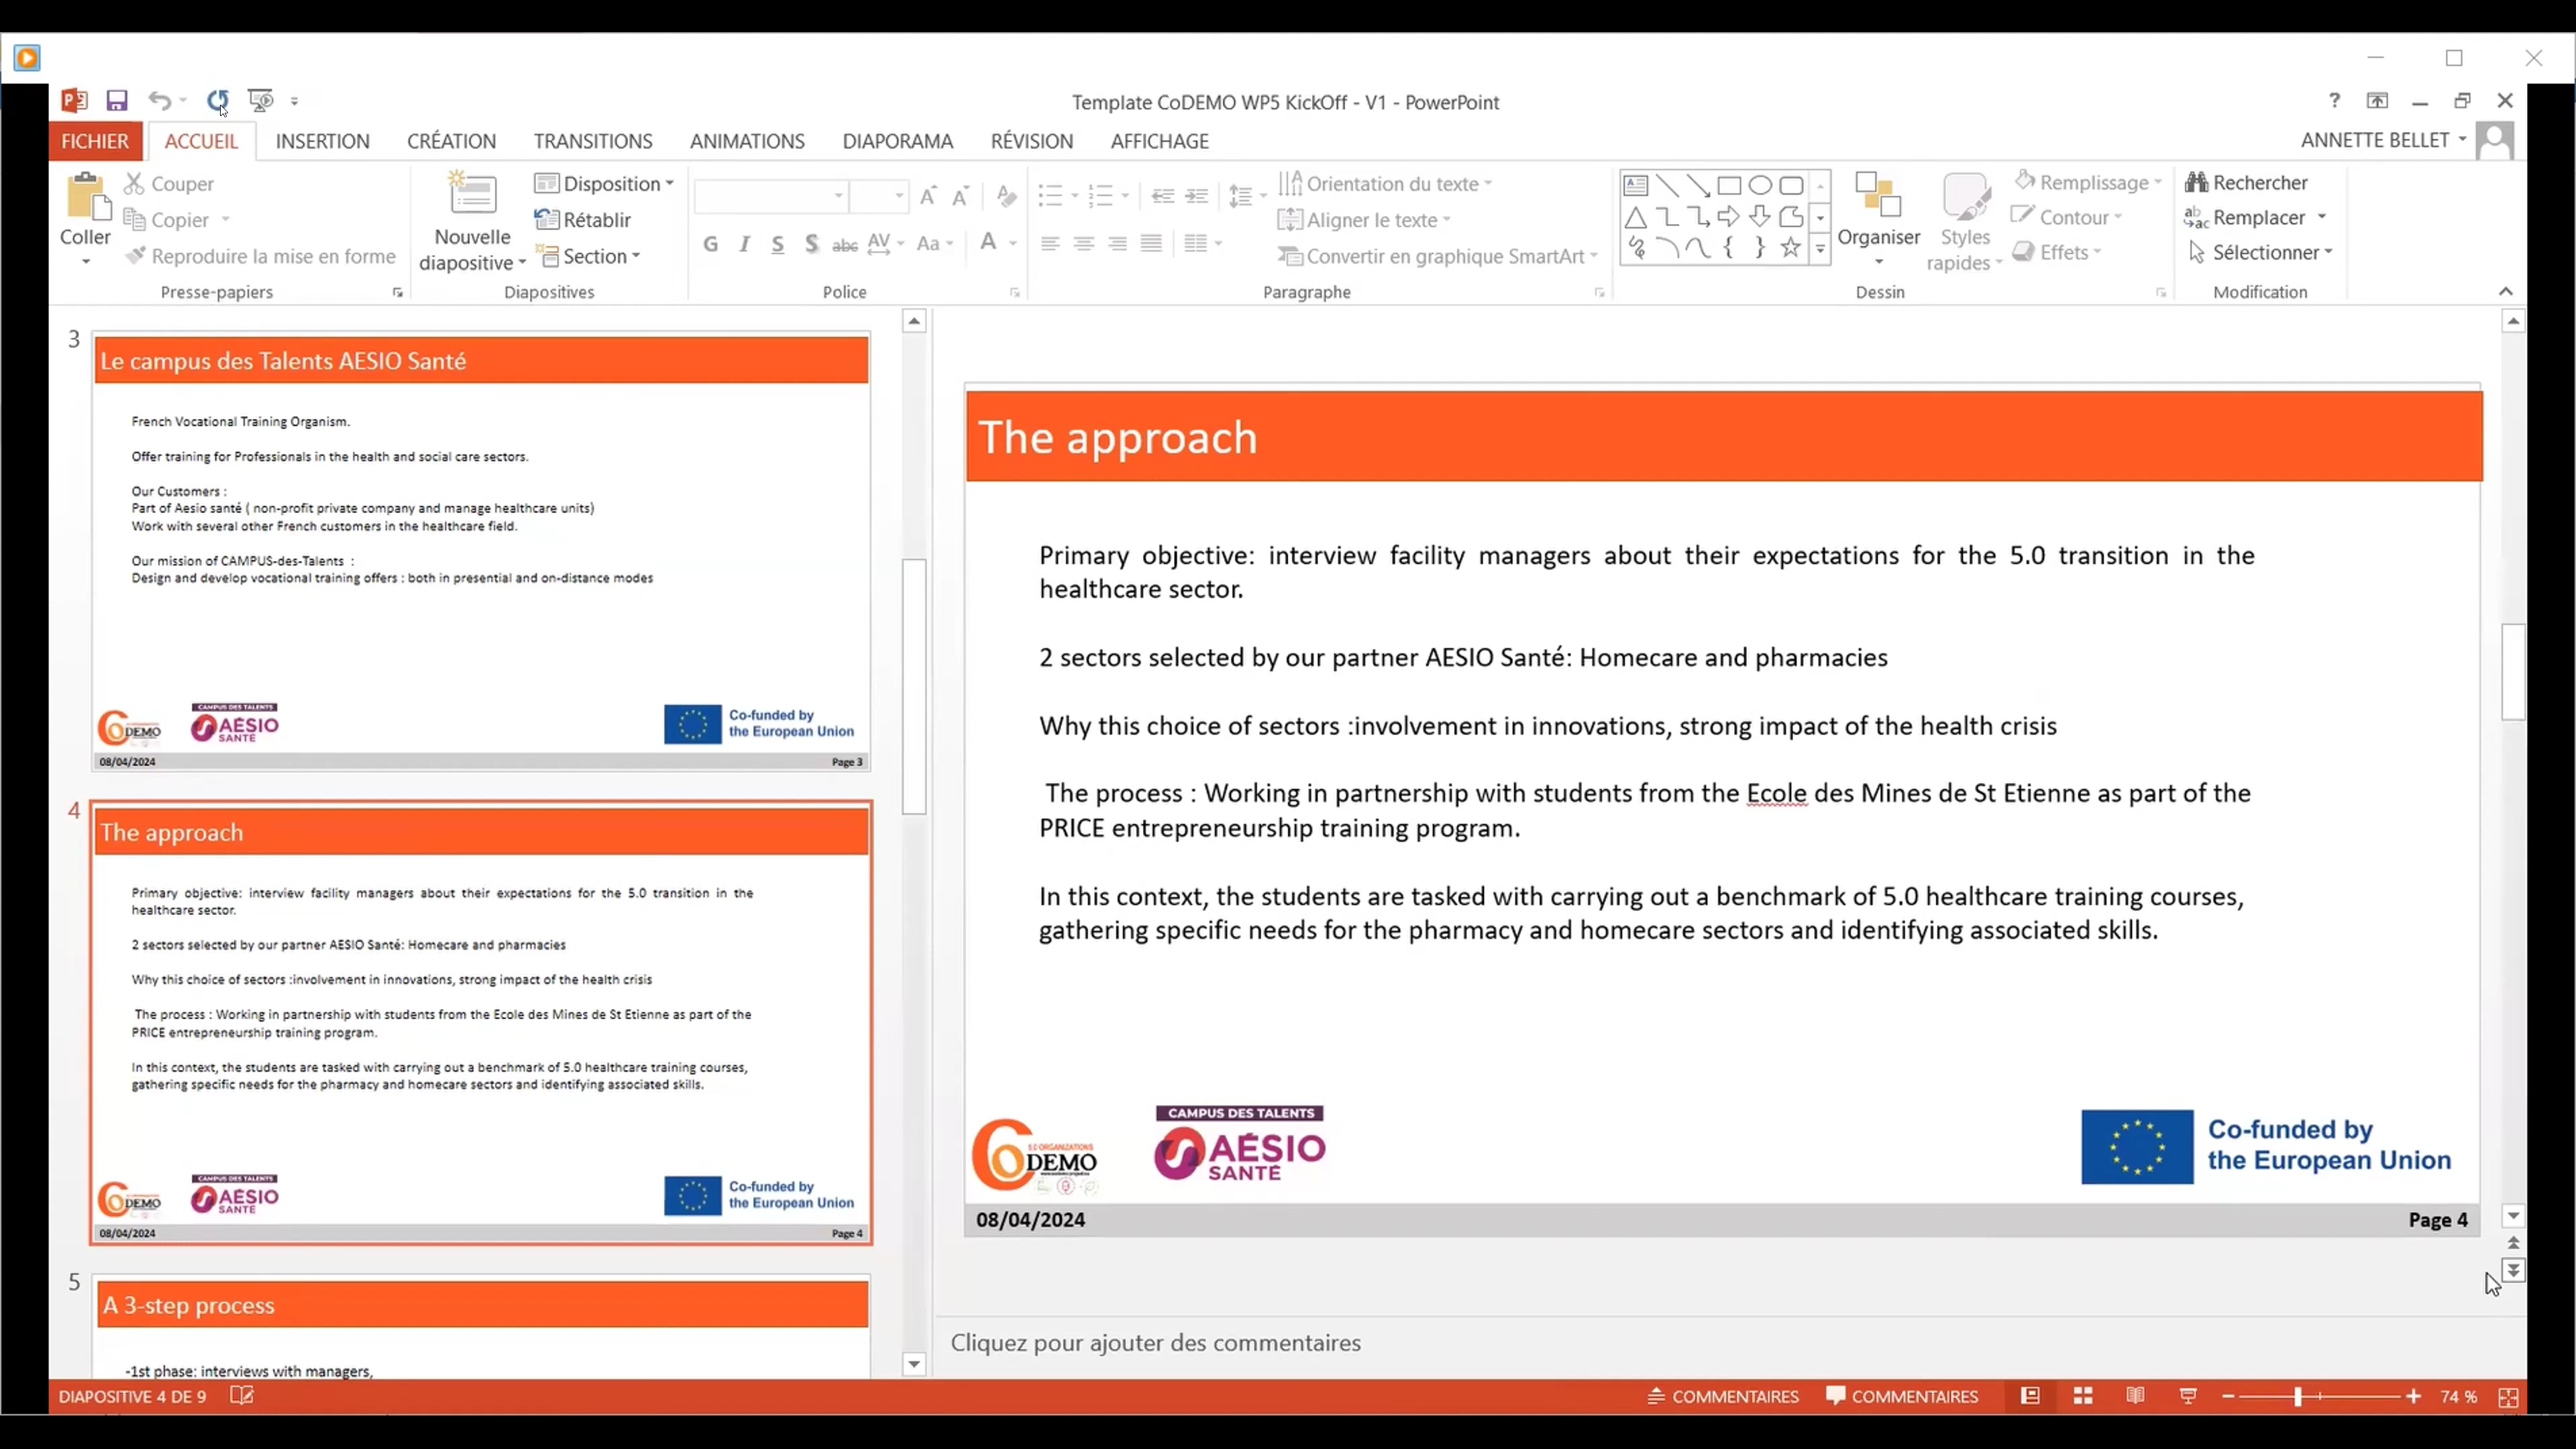 Template CoDEMO WP5 KickOff - V1 - PowerPoint
?
FICHIER
ACCUEIL
INSERTION
CRÉATION
TRANSITIONS
ANIMATIONS
DIAPORAMA
RÉVISION
AFFICHAGE
ANNETTE BELLET
Coller
Couper
Copier
Reproduire la mise en forme
Presse-papiers
Nouvelle
diapositive
Disposition
Rétablir
Section
Diapositives
G I S S abc AV Aa A
Police
Orientation du texte
Aligner le texte
Convertir en graphique SmartArt
Paragraphe
Organiser
Styles
rapides
Remplissage
Contour
Effets
Dessin
Rechercher
Remplacer
Sélectionner
Modification
3
Le campus des Talents AESIO Santé
French Vocational Training Organism.
Offer training for Professionals in the health and social care sectors.
Our Customers :
Part of Aesio santé ( non-profit private company and manage healthcare units)
Work with several other French customers in the healthcare field.
Our mission of CAMPUS-des-Talents :
Design and develop vocational training offers : both in presential and on-distance modes
DEMO
CAMPUS DES TALENTS
AÉSIO
SANTÉ
Co-funded by
the European Union
08/04/2024
Page 3
4
The approach
Primary objective: interview facility managers about their expectations for the 5.0 transition in the
healthcare sector.
2 sectors selected by our partner AESIO Santé: Homecare and pharmacies
Why this choice of sectors :involvement in innovations, strong impact of the health crisis
The process : Working in partnership with students from the Ecole des Mines de St Etienne as part of the
PRICE entrepreneurship training program.
In this context, the students are tasked with carrying out a benchmark of 5.0 healthcare training courses,
gathering specific needs for the pharmacy and homecare sectors and identifying associated skills.
DEMO
CAMPUS DES TALENTS
AÉSIO
SANTÉ
Co-funded by
the European Union
08/04/2024
Page 4
5
A 3-step process
-1st phase: interviews with managers,
The approach
Primary objective: interview facility managers about their expectations for the 5.0 transition in the
healthcare sector.
2 sectors selected by our partner AESIO Santé: Homecare and pharmacies
Why this choice of sectors :involvement in innovations, strong impact of the health crisis
The process : Working in partnership with students from the Ecole des Mines de St Etienne as part of the
PRICE entrepreneurship training program.
In this context, the students are tasked with carrying out a benchmark of 5.0 healthcare training courses,
gathering specific needs for the pharmacy and homecare sectors and identifying associated skills.
5.0 ORGANIZATIONS
DEMO
CAMPUS DES TALENTS
AÉSIO
SANTÉ
Co-funded by
the European Union
08/04/2024
Page 4
Cliquez pour ajouter des commentaires
DIAPOSITIVE 4 DE 9
COMMENTAIRES
COMMENTAIRES
74 %